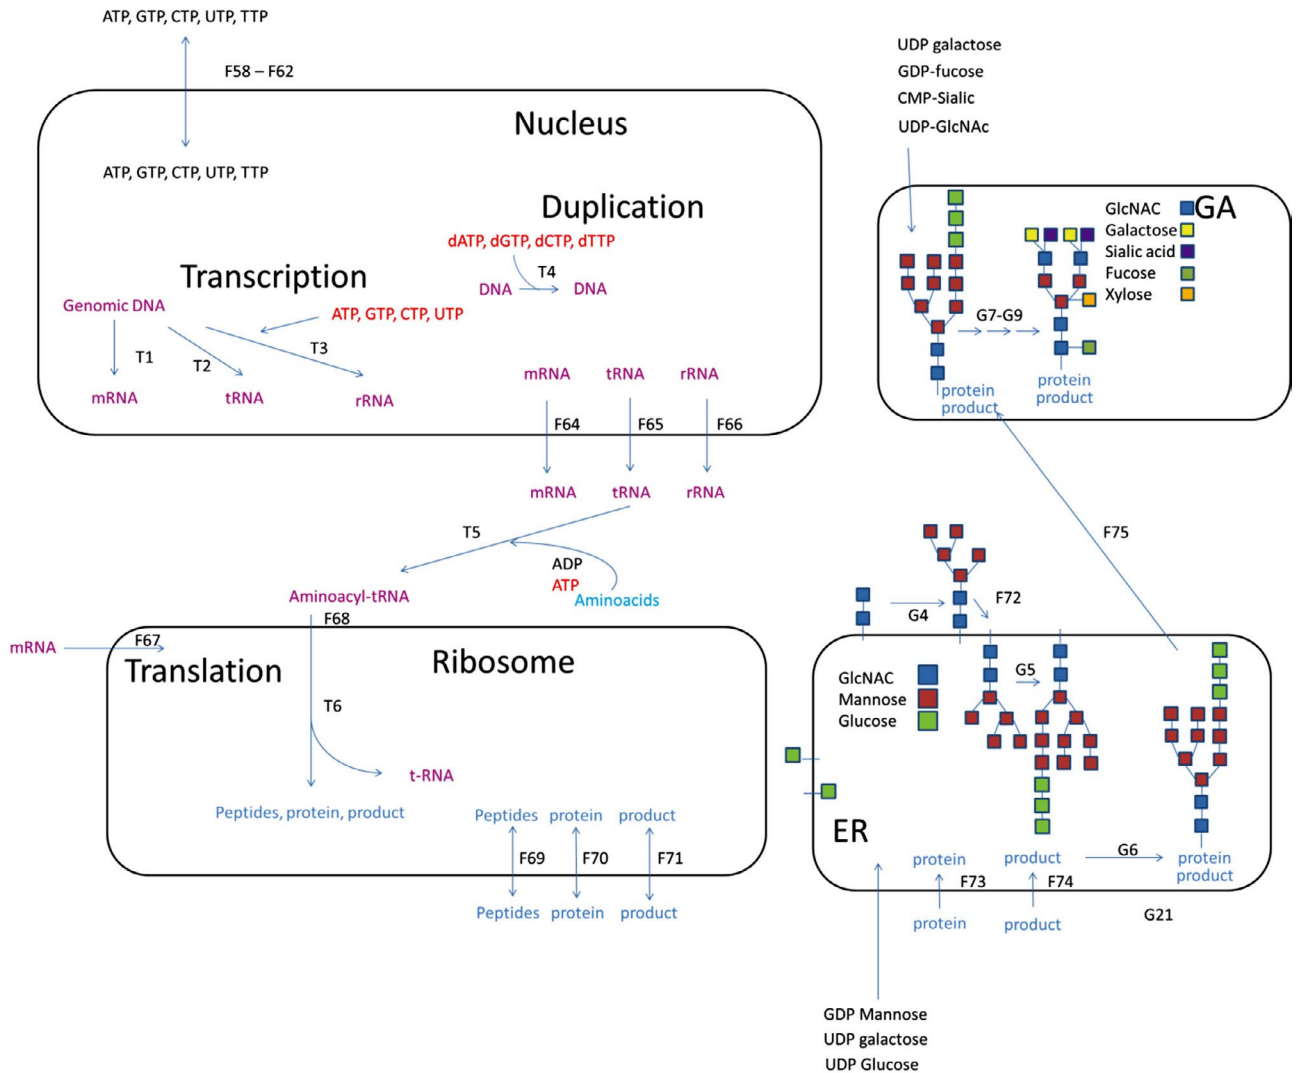 ATP, GTP, CTP, UTP, TTP
F58 – F62
Nucleus
ATP, GTP, CTP, UTP, TTP
Duplication
dATP, dGTP, dCTP, dTTP
T4
DNA
DNA
Transcription
Genomic DNA
ATP, GTP, CTP, UTP
T1
T2
T3
mRNA
tRNA
rRNA
mRNA
tRNA
rRNA
F64
F65
F66
mRNA
tRNA
rRNA
T5
ADP
ATP
Aminoacids
Aminoacyl-tRNA
F68
mRNA
F67
Translation
Ribosome
T6
t-RNA
Peptides, protein, product
Peptides
protein
product
F69
F70
F71
Peptides
protein
product
UDP galactose
GDP-fucose
CMP-Sialic
UDP-GlcNAc
GA
GlcNAC
Galactose
Sialic acid
Fucose
Xylose
G7-G9
protein
product
protein
product
F75
G4
F72
G5
GlcNAC
Mannose
Glucose
ER
protein
product
G6
protein
product
F73
F74
protein
product
G21
GDP Mannose
UDP galactose
UDP Glucose